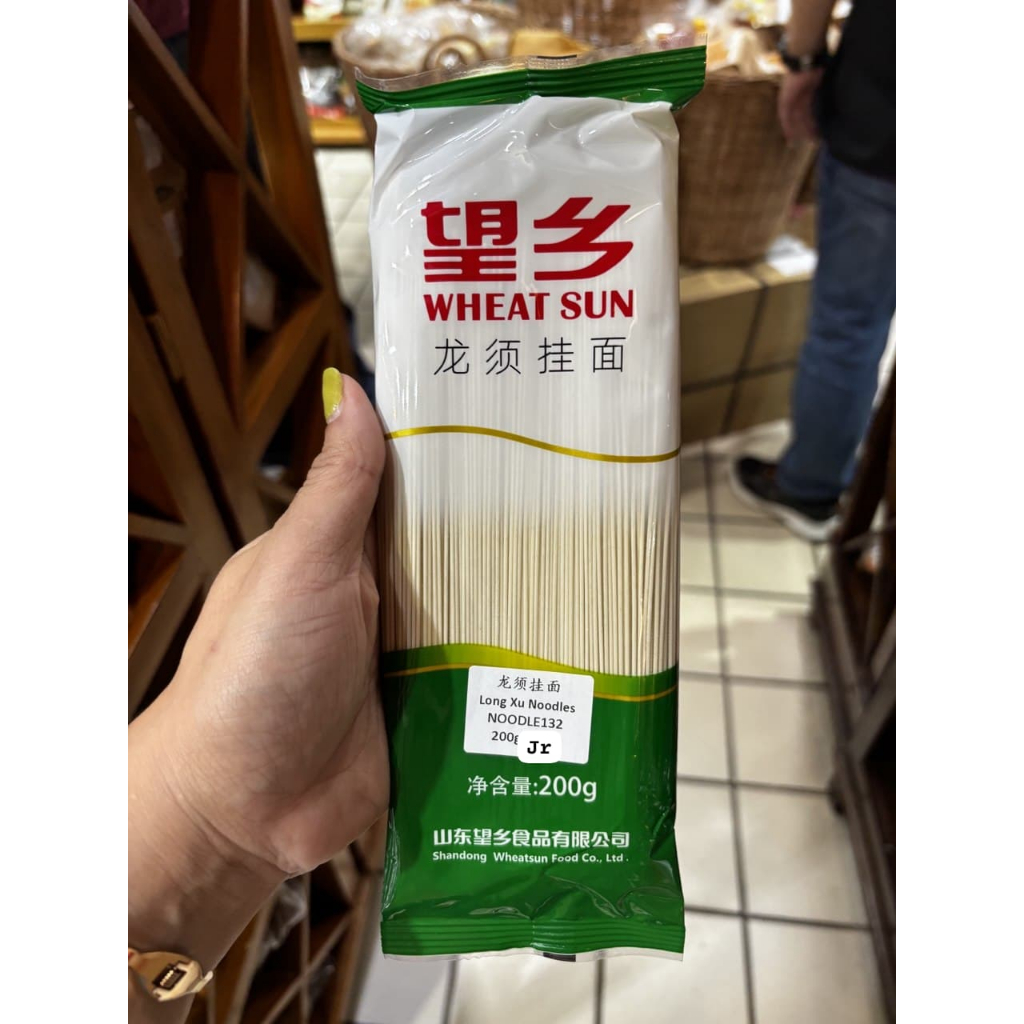 望乡
WHEAT SUN
龙须挂面
龙须挂面
Long Xu Noodles
NOODLE132
200g
Jr
净含量:200g
山东望乡食品有限公司
Shandong Wheatsun Food Co., Ltd.